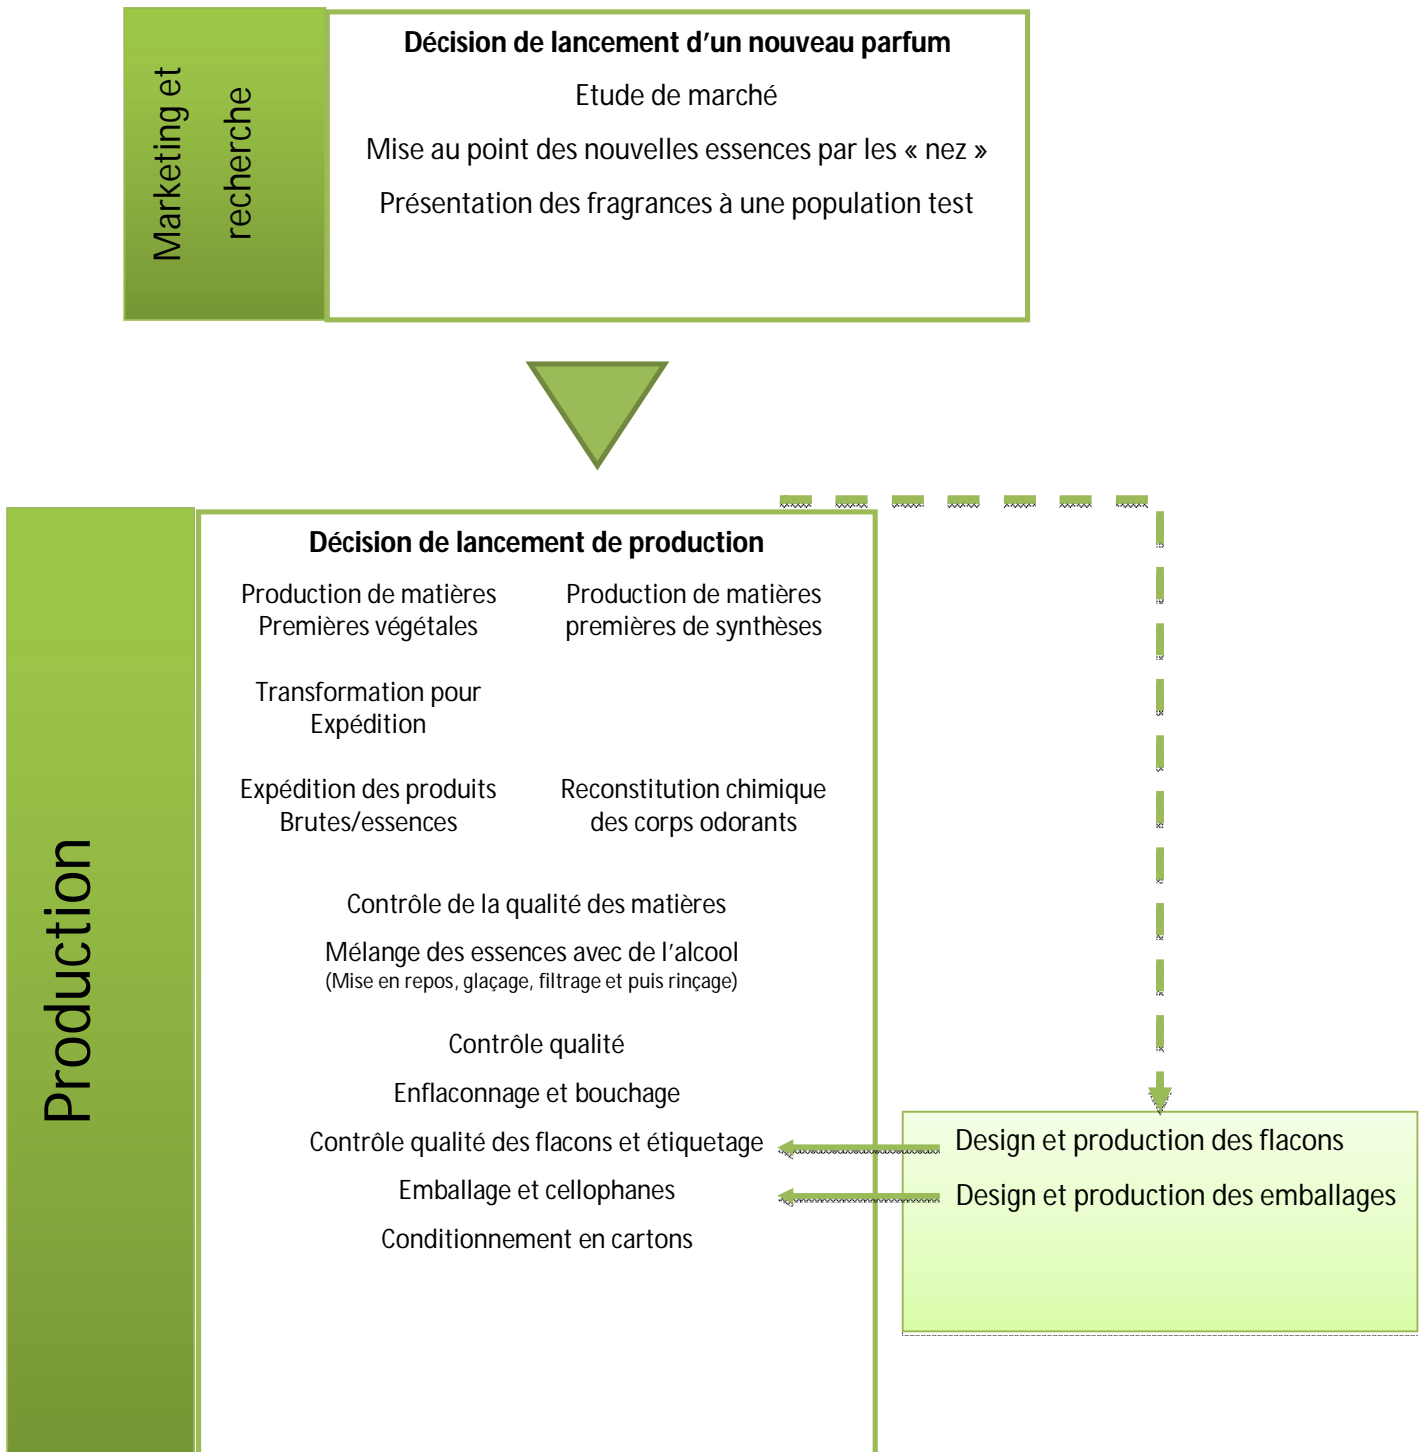 Marketing et
recherche
Décision de lancement d’un nouveau parfum
Etude de marché
Mise au point des nouvelles essences par les « nez »
Présentation des fragrances à une population test
Production
Décision de lancement de production
Production de matières
Premières végétales
Production de matières
premières de synthèses
Transformation pour
Expédition
Expédition des produits
Brutes/essences
Reconstitution chimique
des corps odorants
Contrôle de la qualité des matières
Mélange des essences avec de l’alcool
(Mise en repos, glaçage, filtrage et puis rinçage)
Contrôle qualité
Enflaconnage et bouchage
Contrôle qualité des flacons et étiquetage
Emballage et cellophanes
Conditionnement en cartons
Design et production des flacons
Design et production des emballages